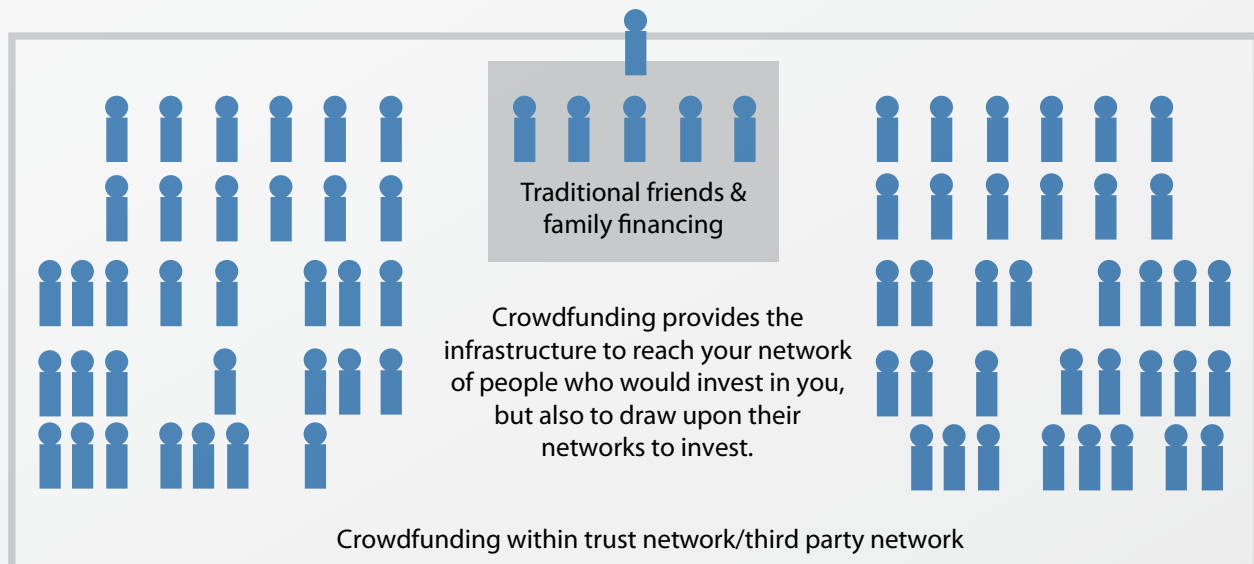 Traditional friends &
family financing
Crowdfunding provides the
infrastructure to reach your network
of people who would invest in you,
but also to draw upon their
networks to invest.
Crowdfunding within trust network/third party network